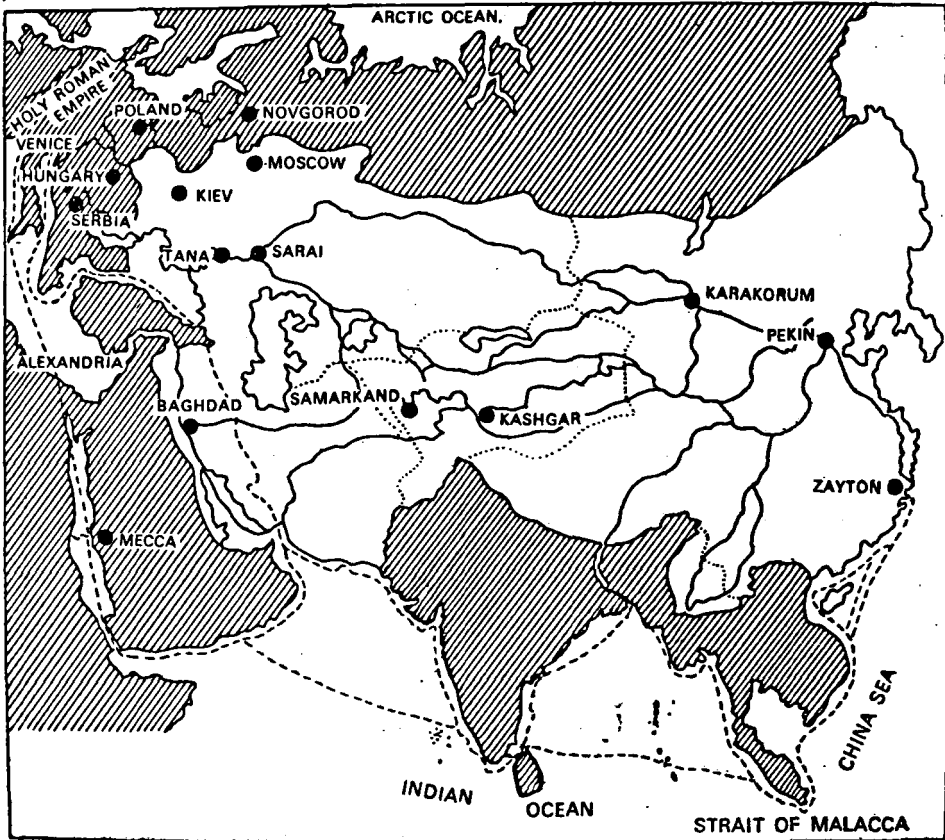 ARCTIC OCEAN.
HOLY ROMAN
EMPIRE
POLAND
NOVGOROD
VENICE
MOSCOW
HUNGARY
KIEV
SERBIA
TANA
SARAI
KARAKORUM
PEKIN
ALEXANDRIA
BAGHDAD
SAMARKAND
KASHGAR
ZAYTON
MECCA
CHINA SEA
INDIAN
OCEAN
STRAIT OF MALACCA